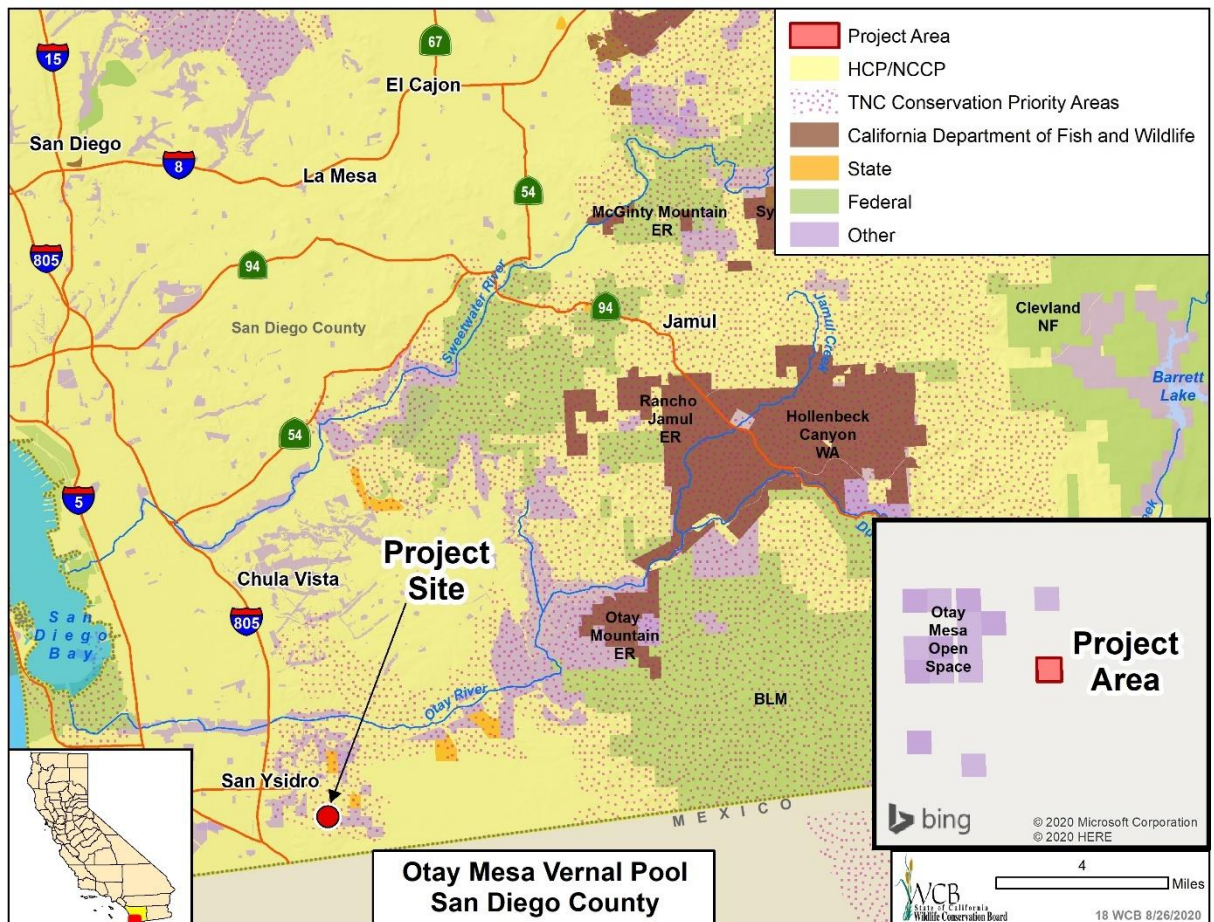 Project Area
HCP/NCCP
TNC Conservation Priority Areas
California Department of Fish and Wildlife
State
Federal
Other
15
67
El Cajon
San Diego
8
La Mesa
54
McGinty Mountain
ER
Sy
805
94
San Diego County
Sweetwater River
94
Jamul
Jamul Creek
Clevland
NF
Barrett
Lake
Rancho
Jamul
ER
Hollenbeck
Canyon
WA
54
5
Project
Site
Chula Vista
805
San
Diego
Bay
Otay
Mountain
ER
BLM
Otay River
San Ysidro
MEXICO
Otay
Mesa
Open
Space
Project
Area
bing
© 2020 Microsoft Corporation
© 2020 HERE
Otay Mesa Vernal Pool
San Diego County
WCB
State of California
Wildlife Conservation Board
4
Miles
18 WCB 8/26/2020